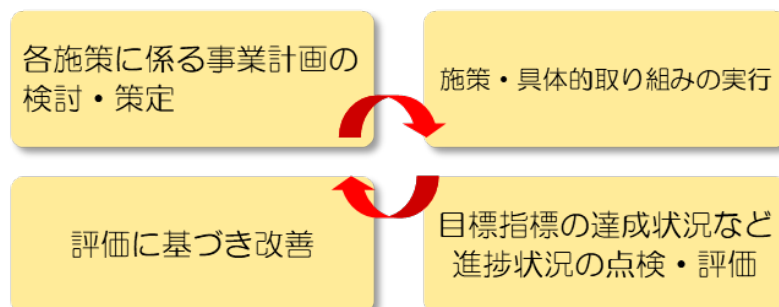 各施策に係る事業計画の
検討・策定
施策・具体的取り組みの実行
評価に基づき改善
目標指標の達成状況など
進捗状況の点検・評価